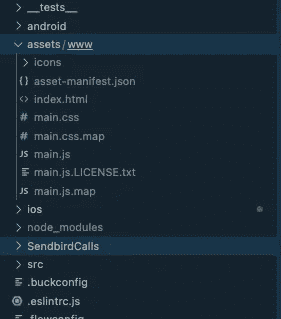 __tests__
android
assets/www
icons
{} asset-manifest.json
<> index.html
# main.css
# main.css.map
JS main.js
main.js.LICENSE.txt
JS main.js.map
ios
node_modules
SendbirdCalls
src
.buckconfig
.eslintrc.js
.flowconfig